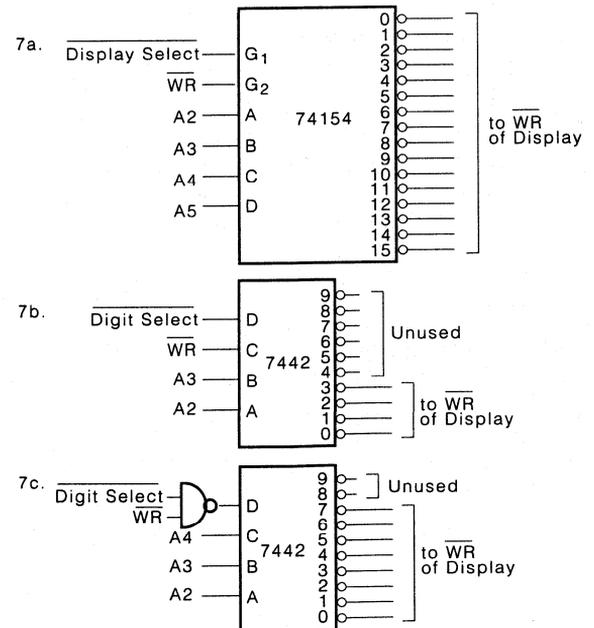 7a.
Display Select
WR
A2
A3
A4
A5
G1
G2
A
B
C
D
74154
0
1
2
3
4
5
6
7
8
9
10
11
12
13
14
15
to WR
of Display
7b.
Digit Select
WR
A3
A2
D
C
B
A
7442
9
8
7
6
5
4
3
2
1
0
Unused
to WR
of Display
7c.
Digit Select
WR
A4
A3
A2
D
C
B
A
7442
9
8
7
6
5
4
3
2
1
0
Unused
to WR
of Display